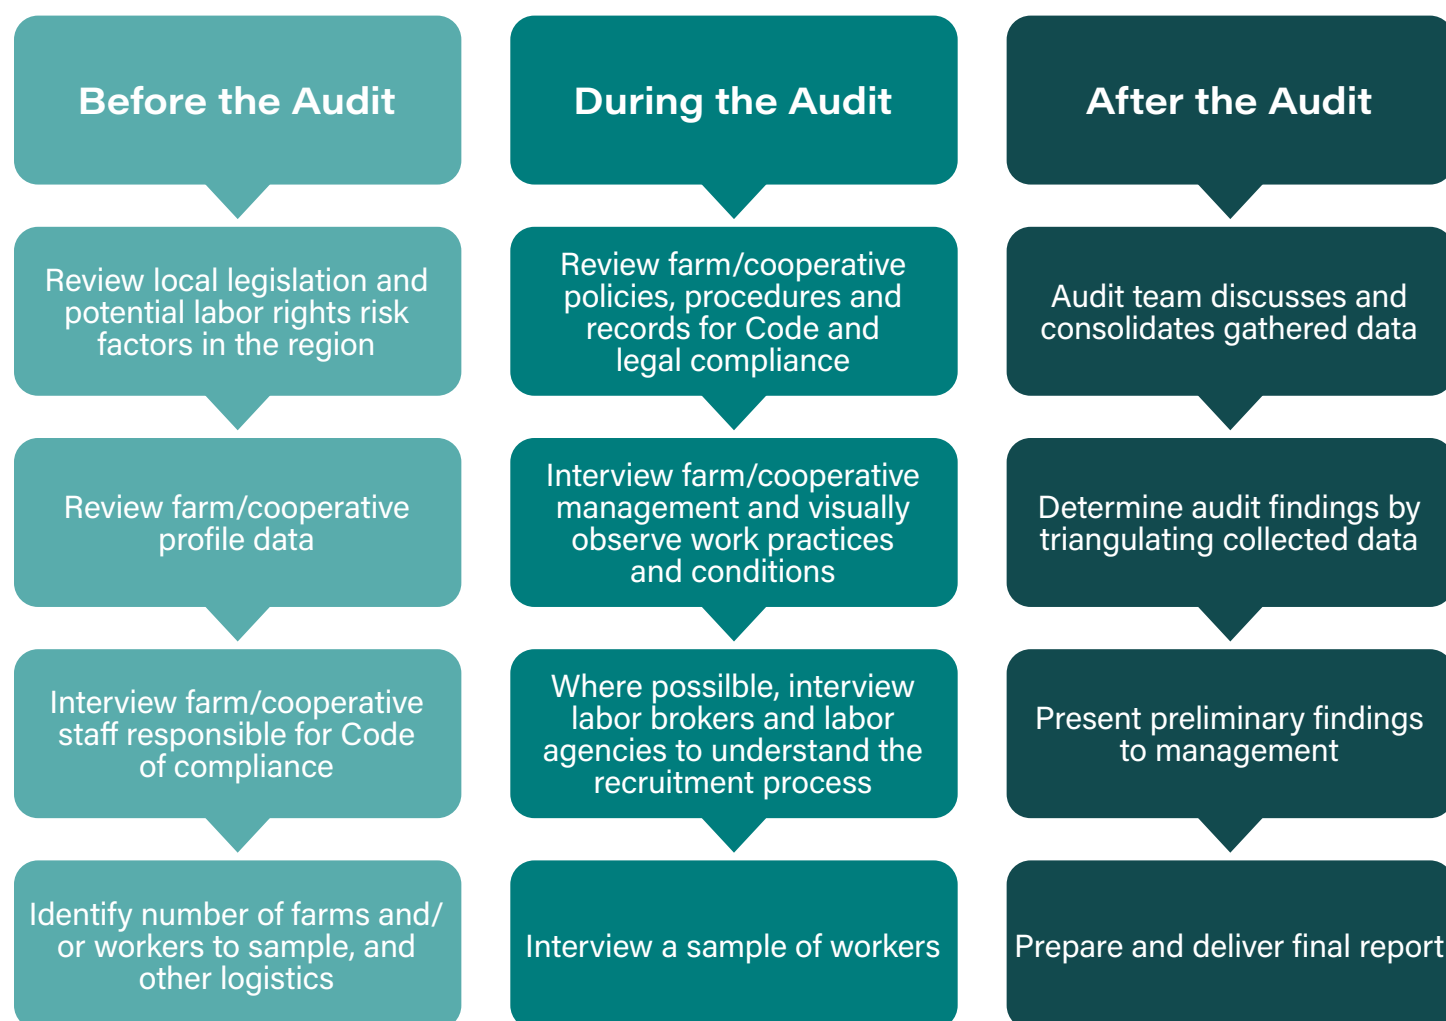 Before the Audit
Review local legislation and
potential labor rights risk
factors in the region
Review farm/cooperative
profile data
Interview farm/cooperative
staff responsible for Code
of compliance
Identify number of farms and/
or workers to sample, and
other logistics
During the Audit
Review farm/cooperative
policies, procedures and
records for Code and
legal compliance
Interview farm/cooperative
management and visually
observe work practices
and conditions
Where possilble, interview
labor brokers and labor
agencies to understand the
recruitment process
Interview a sample of workers
After the Audit
Audit team discusses and
consolidates gathered data
Determine audit findings by
triangulating collected data
Present preliminary findings
to management
Prepare and deliver final report